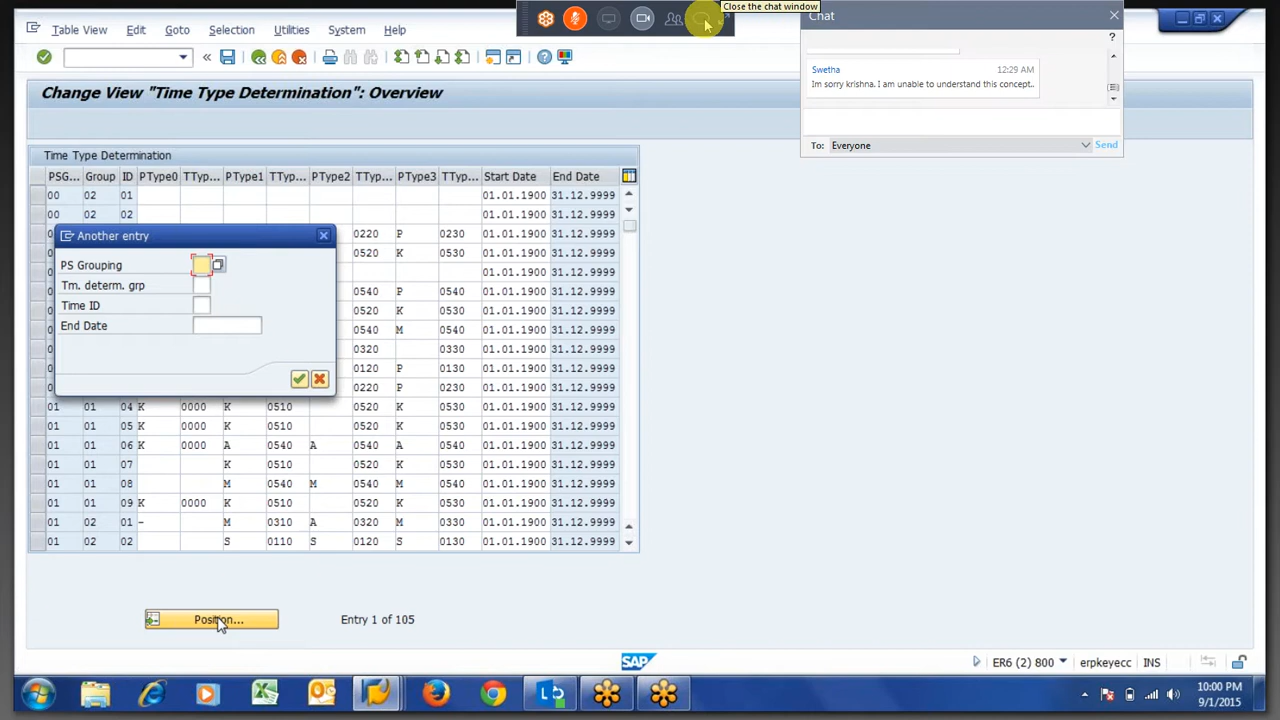 Close the chat window
Table View Edit Goto Selection Utilities System Help
Chat
?
Swetha 12:29 AM
Im sorry krishna. I am unable to understand this concept..
To: Everyone Send
Change View "Time Type Determination": Overview
Time Type Determination
PSG... Group ID PType0 TTyp... PType1 TTyp... PType2 TTyp... PType3 TTyp... Start Date End Date
00 02 01 01.01.1900 31.12.9999
00 02 02 01.01.1900 31.12.9999
0220 P 0230 01.01.1900 31.12.9999
0520 K 0530 01.01.1900 31.12.9999
01.01.1900 31.12.9999
0540 P 0540 01.01.1900 31.12.9999
0520 K 0530 01.01.1900 31.12.9999
0540 M 0540 01.01.1900 31.12.9999
0320 0330 01.01.1900 31.12.9999
0120 P 0130 01.01.1900 31.12.9999
0220 P 0230 01.01.1900 31.12.9999
01 01 04 K 0000 K 0510 0520 K 0530 01.01.1900 31.12.9999
01 01 05 K 0000 K 0510 0520 K 0530 01.01.1900 31.12.9999
01 01 06 K 0000 A 0540 A 0540 A 0540 01.01.1900 31.12.9999
01 01 07 K 0510 0520 K 0530 01.01.1900 31.12.9999
01 01 08 M 0540 M 0540 M 0540 01.01.1900 31.12.9999
01 01 09 K 0000 K 0510 0520 K 0530 01.01.1900 31.12.9999
01 02 01 - M 0310 A 0320 M 0330 01.01.1900 31.12.9999
01 02 02 S 0110 S 0120 S 0130 01.01.1900 31.12.9999
Another entry
PS Grouping
Tm. determ. grp
Time ID
End Date
Position... Entry 1 of 105
SAP ER6 (2) 800 erpkeyecc INS
10:00 PM
9/1/2015